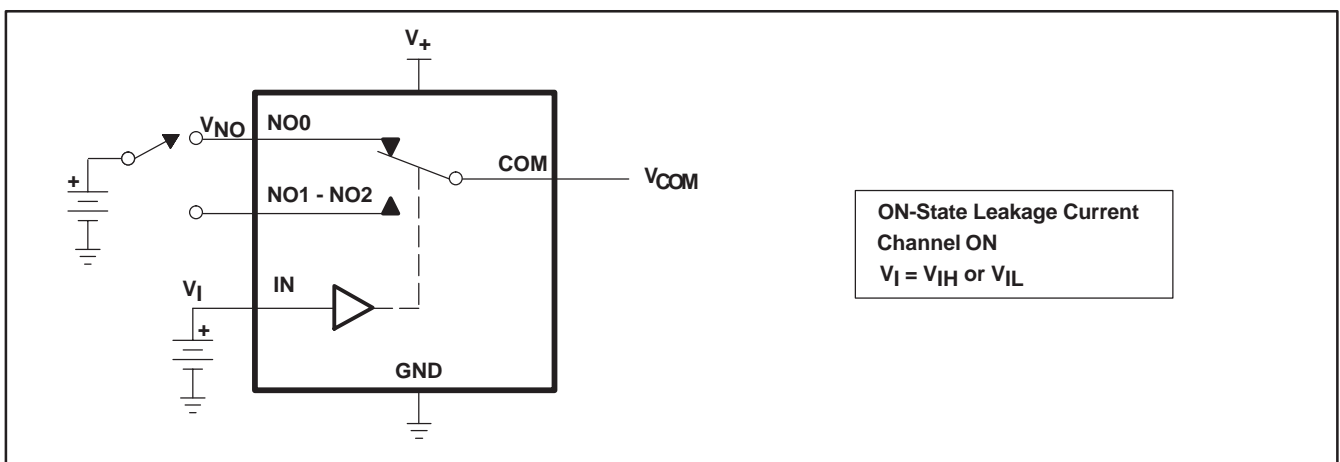 V+
VNO
NO0
COM
VCOM
+
NO1 - NO2
VI
IN
+
GND
ON-State Leakage Current
Channel ON
VI = VIH or VIL